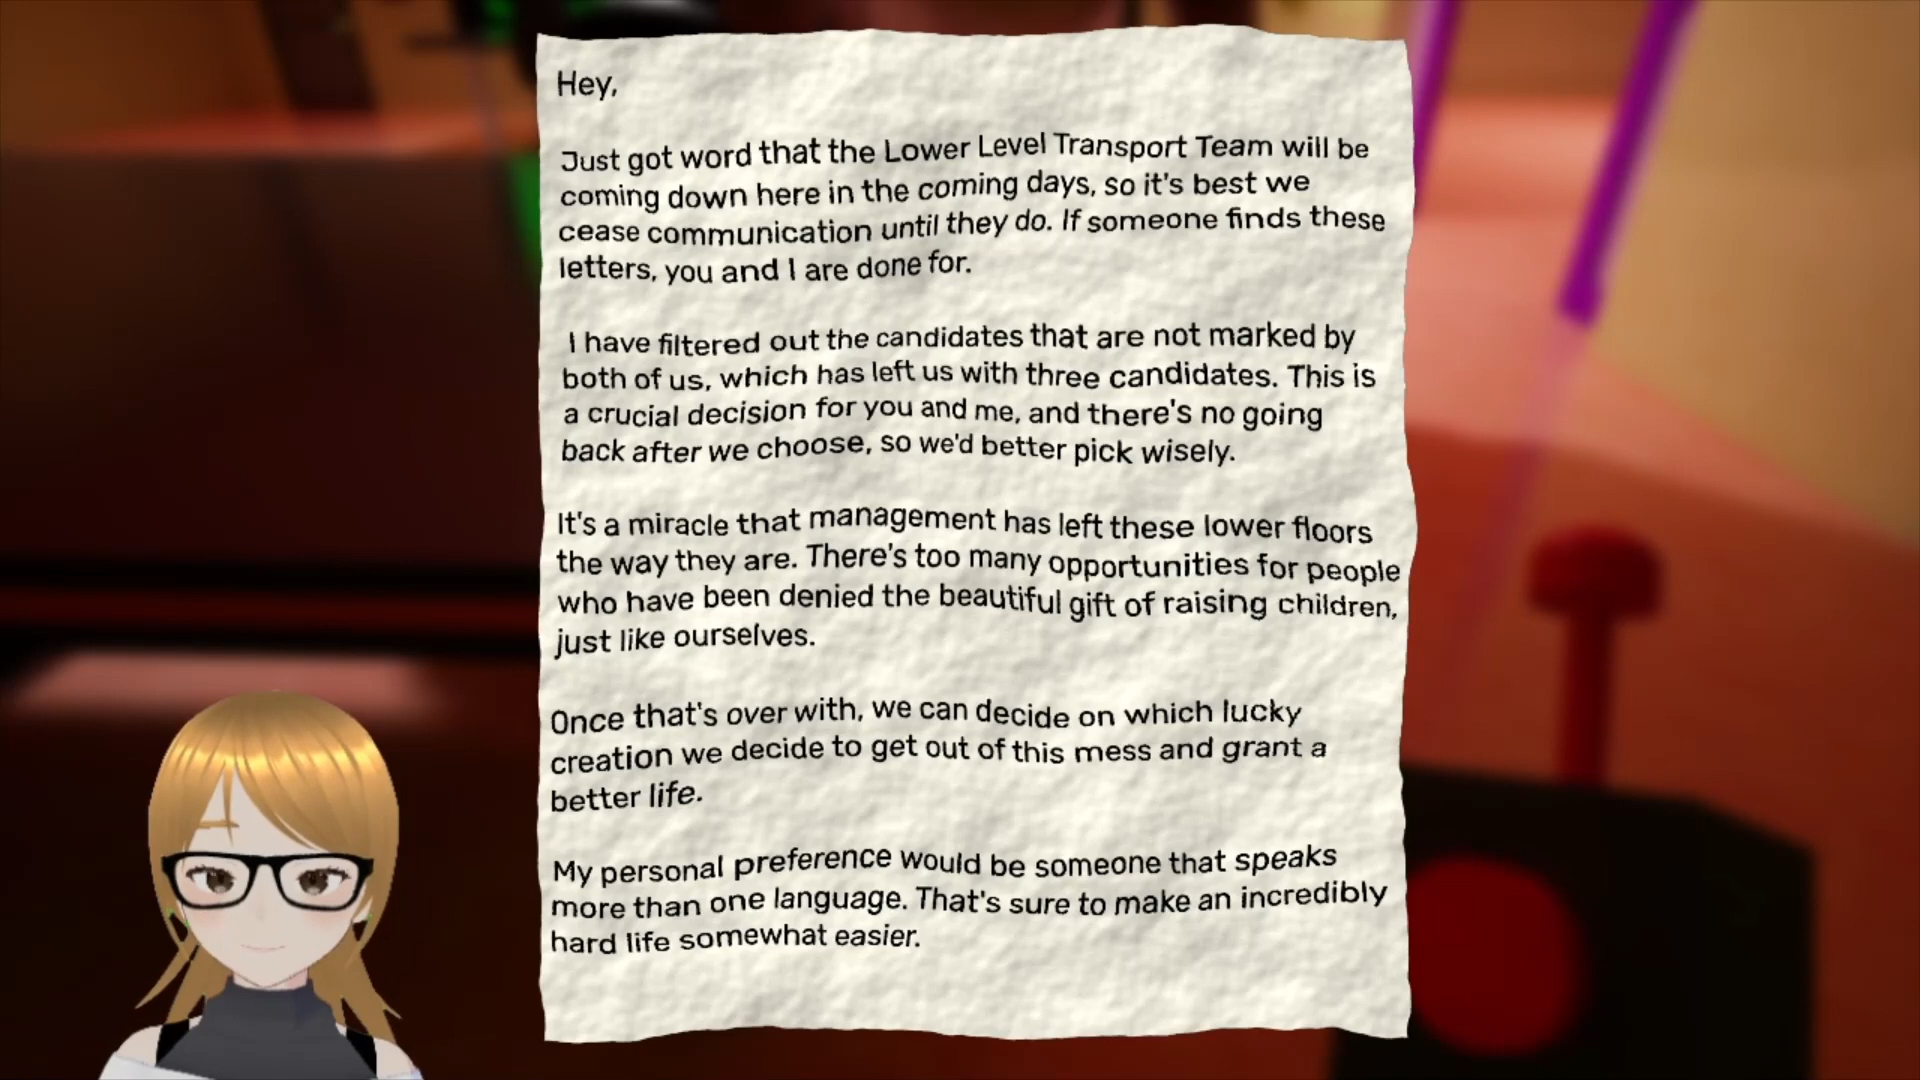 Hey,
Just got word that the Lower Level Transport Team will be
coming down here in the coming days, so it's best we
cease communication until they do. If someone finds these
letters, you and I are done for.
I have filtered out the candidates that are not marked by
both of us, which has left us with three candidates. This is
a crucial decision for you and me, and there's no going
back after we choose, so we'd better pick wisely.
It's a miracle that management has left these lower floors
the way they are. There's too many opportunities for people
who have been denied the beautiful gift of raising children,
just like ourselves.
Once that's over with, we can decide on which lucky
creation we decide to get out of this mess and grant a
better life.
My personal preference would be someone that speaks
more than one language. That's sure to make an incredibly
hard life somewhat easier.